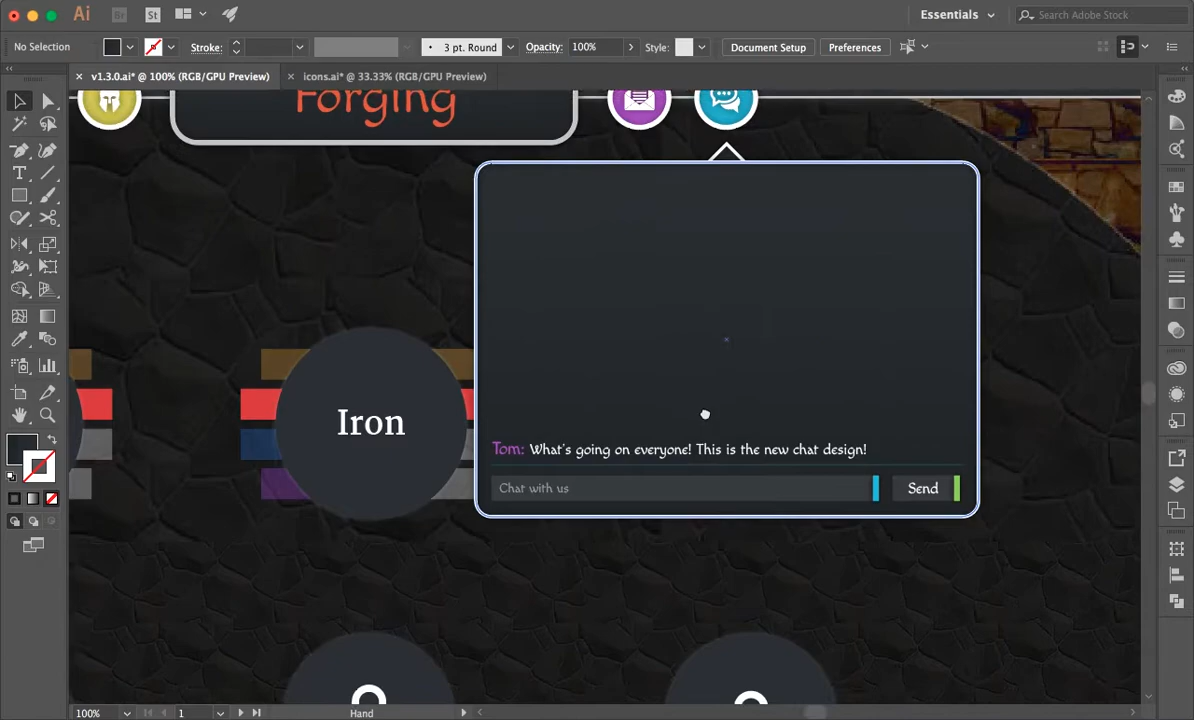 Ai Br St Essentials Search Adobe Stock
No Selection Stroke: 3 pt. Round Opacity: 100% Style: Document Setup Preferences
v1.3.0.ai* @ 100% (RGB/GPU Preview) icons.ai* @ 33.33% (RGB/GPU Preview)
Forging
Iron
Tom: What's going on everyone! This is the new chat design!
Chat with us Send
100% 1 Hand